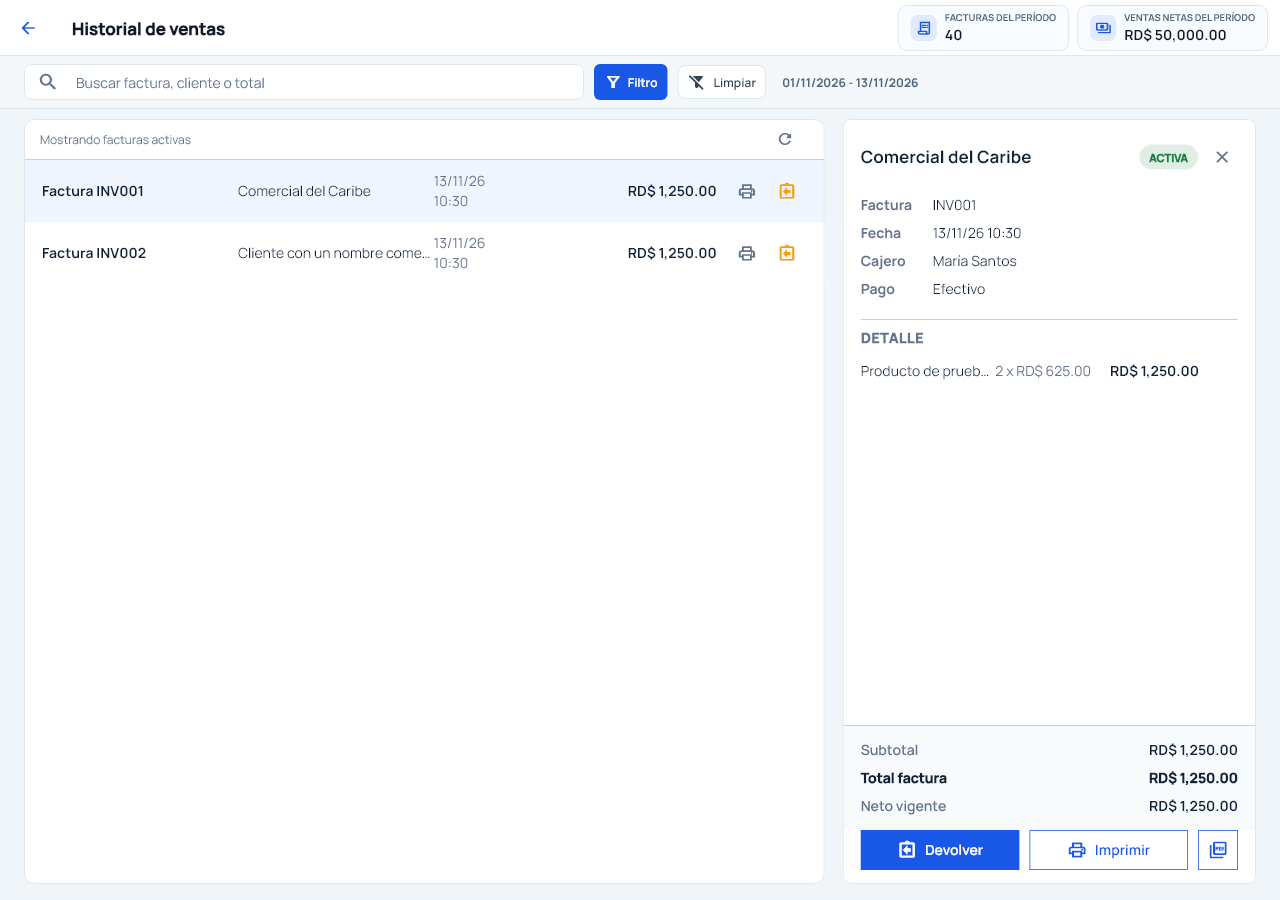 Historial de ventas
FACTURAS DEL PERÍODO
40
VENTAS NETAS DEL PERÍODO
RD$ 50,000.00
Buscar factura, cliente o total
Filtro
Limpiar
01/11/2026 - 13/11/2026
Mostrando facturas activas
Factura INV001
Comercial del Caribe
13/11/26
10:30
RD$ 1,250.00
Factura INV002
Cliente con un nombre come...
13/11/26
10:30
RD$ 1,250.00
Comercial del Caribe
ACTIVA
Factura INV001
Fecha 13/11/26 10:30
Cajero María Santos
Pago Efectivo
DETALLE
Producto de prueb... 2 x RD$ 625.00 RD$ 1,250.00
Subtotal RD$ 1,250.00
Total factura RD$ 1,250.00
Neto vigente RD$ 1,250.00
Devolver
Imprimir
PDF